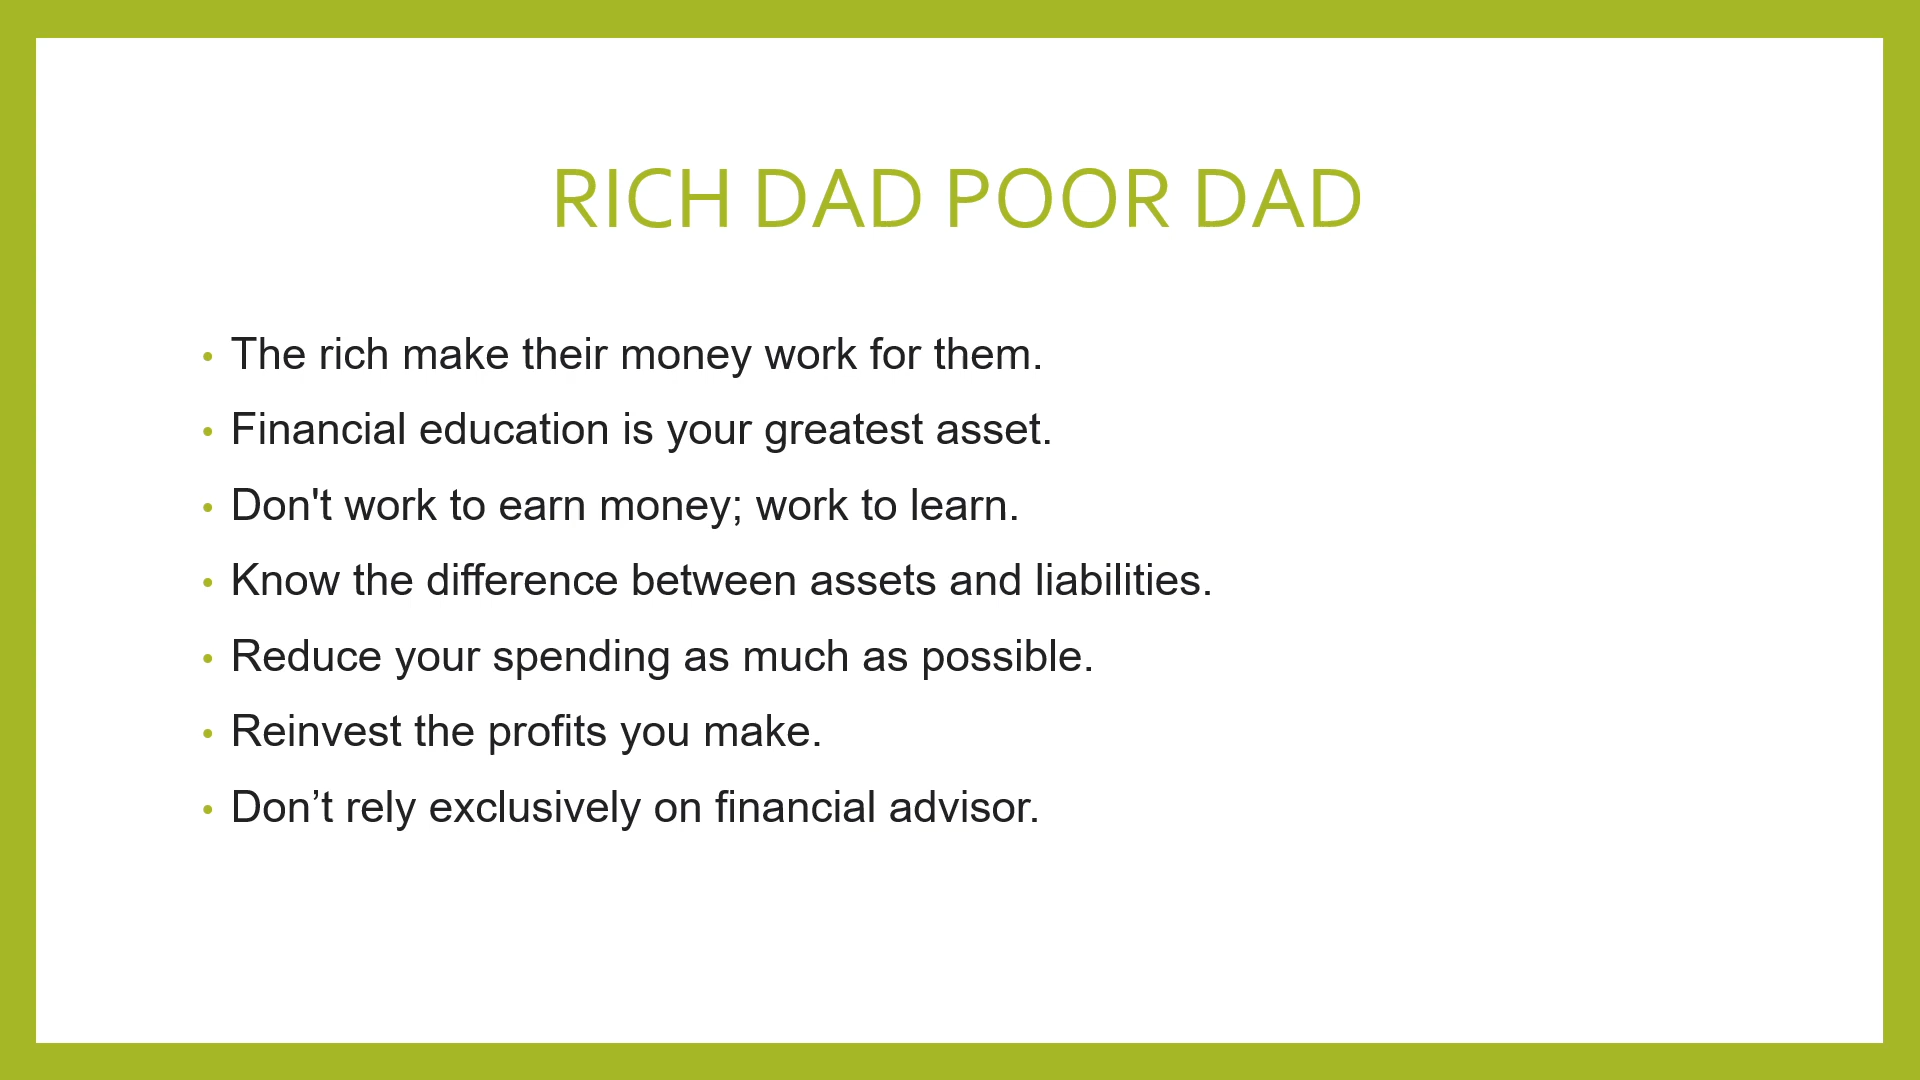 RICH DAD POOR DAD
• The rich make their money work for them.
• Financial education is your greatest asset.
• Don't work to earn money; work to learn.
• Know the difference between assets and liabilities.
• Reduce your spending as much as possible.
• Reinvest the profits you make.
• Don’t rely exclusively on financial advisor.